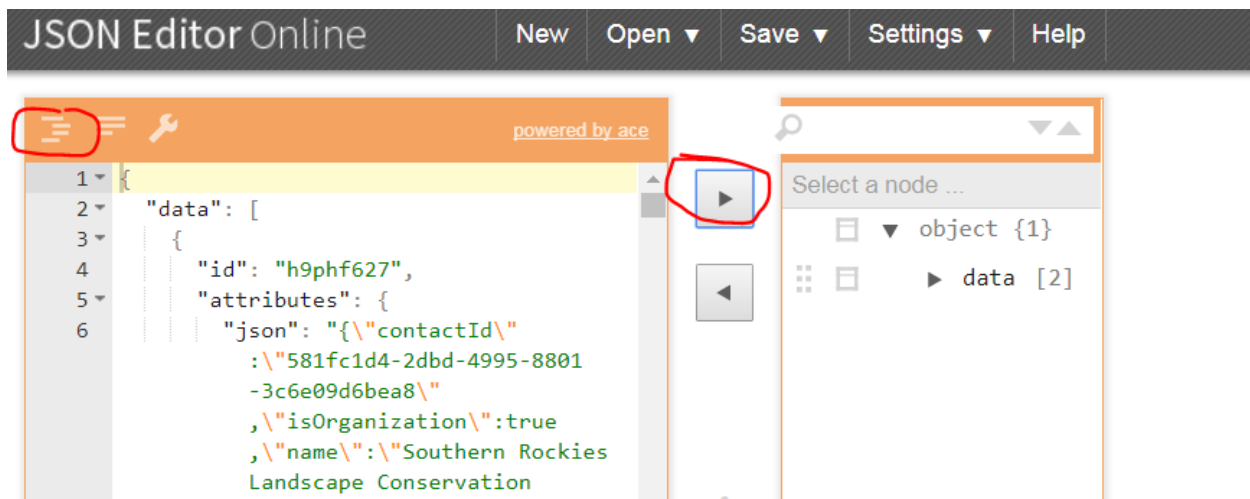 JSON Editor Online New Open ▼ Save ▼ Settings ▼ Help
powered by ace
1 {
2 "data": [
3 {
4 "id": "h9phf627",
5 "attributes": {
6 "json": "{\"contactId\"
:\"581fc1d4-2dbd-4995-8801
-3c6e09d6bea8\"
,\"isOrganization\":true
,\"name\":\"Southern Rockies
Landscape Conservation
Select a node ...
▼ object {1}
► data [2]